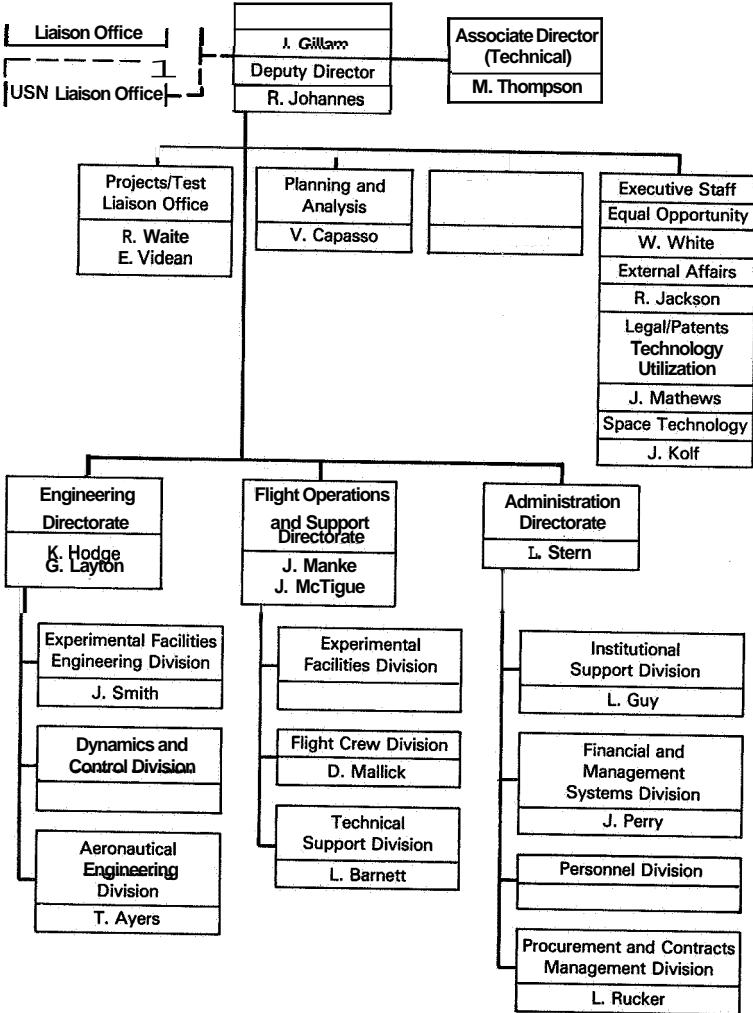 Liaison Office
USN Liaison Office
I. Gillam
Deputy Director
R. Johannes
Associate Director
(Technical)
M. Thompson
Projects/Test
Liaison Office
R. Waite
E. Videan
Planning and
Analysis
V. Capasso
Executive Staff
Equal Opportunity
W. White
External Affairs
R. Jackson
Legal/Patents
Technology
Utilization
J. Mathews
Space Technology
J. Kolf
Engineering
Directorate
K. Hodge
G. Layton
Flight Operations
and Support
Directorate
J. Manke
J. McTigue
Administration
Directorate
L. Stern
Experimental Facilities
Engineering Division
J. Smith
Dynamics and
Control Division
Aeronautical
Engineering
Division
T. Ayers
Experimental
Facilities Division
Flight Crew Division
D. Mallick
Technical
Support Division
L. Barnett
Institutional
Support Division
L. Guy
Financial and
Management
Systems Division
J. Perry
Personnel Division
Procurement and Contracts
Management Division
L. Rucker